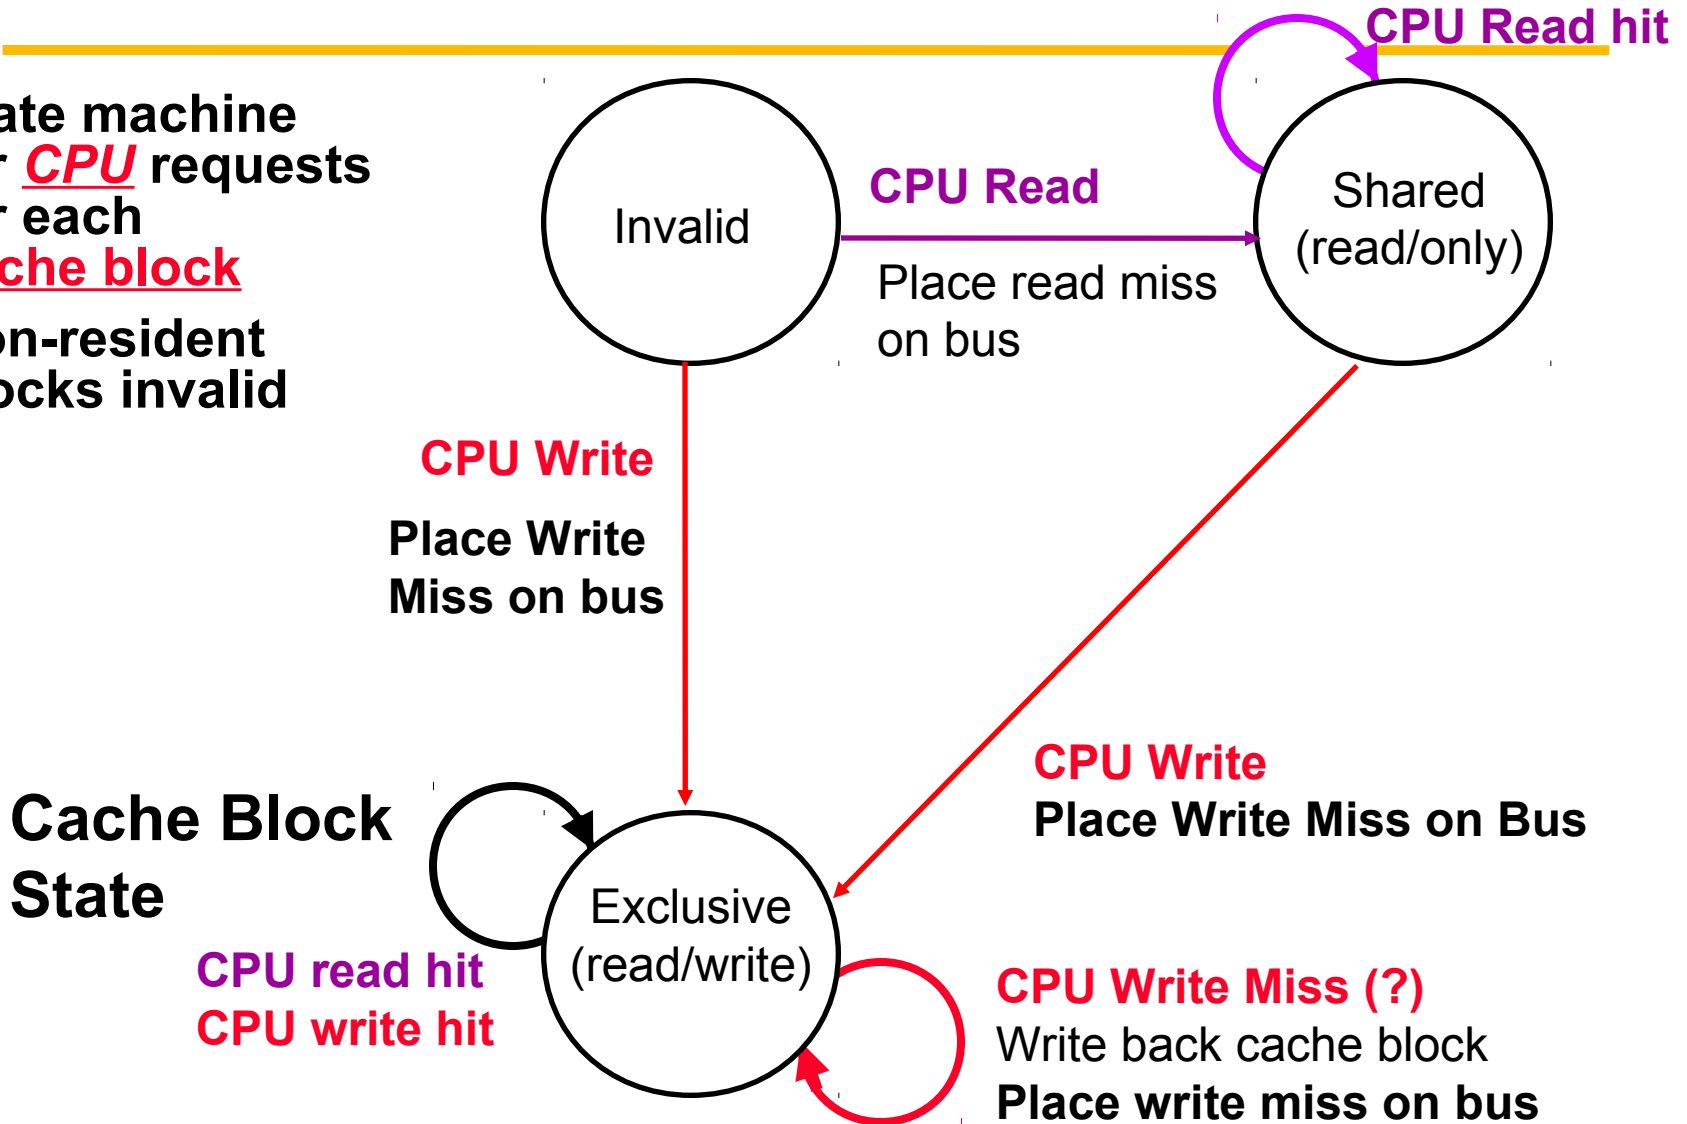 CPU Read hit
ate machine
r CPU requests
r each
che block
on-resident
ocks invalid
Invalid
CPU Read
Place read miss
on bus
Shared
(read/only)
CPU Write
Place Write
Miss on bus
CPU Write
Place Write Miss on Bus
Cache Block
State
Exclusive
(read/write)
CPU read hit
CPU write hit
CPU Write Miss (?)
Write back cache block
Place write miss on bus